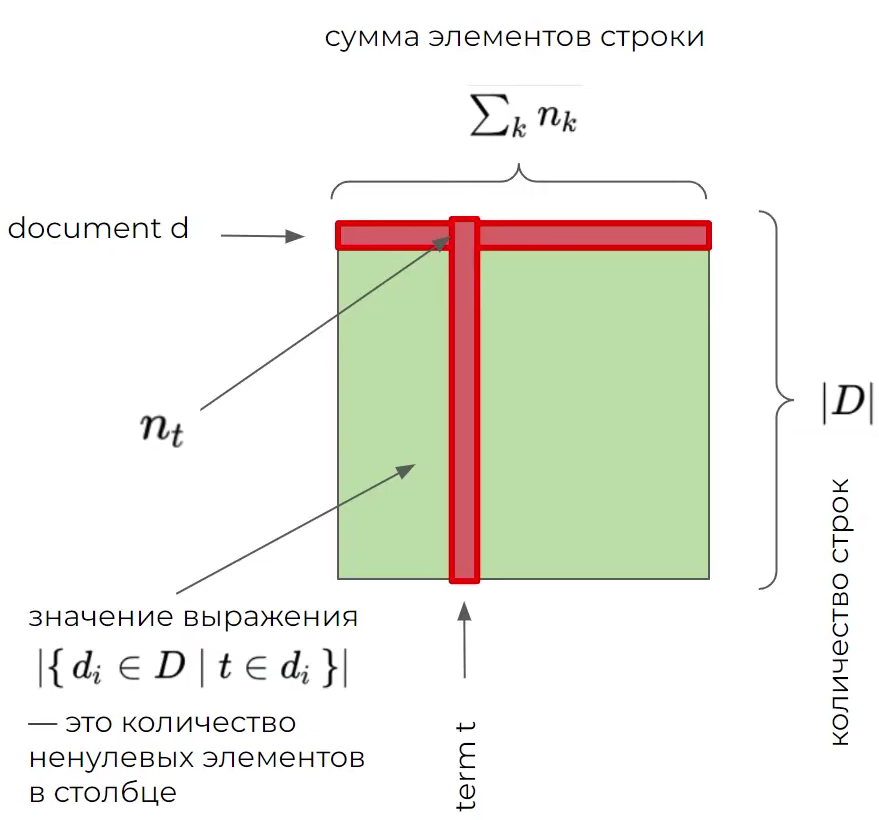 сумма элементов строки
∑ₖ nₖ
document d
nₜ
|D|
количество строк
значение выражения
|{ dᵢ ∈ D | t ∈ dᵢ }|
— это количество
ненулевых элементов
в столбце
term t